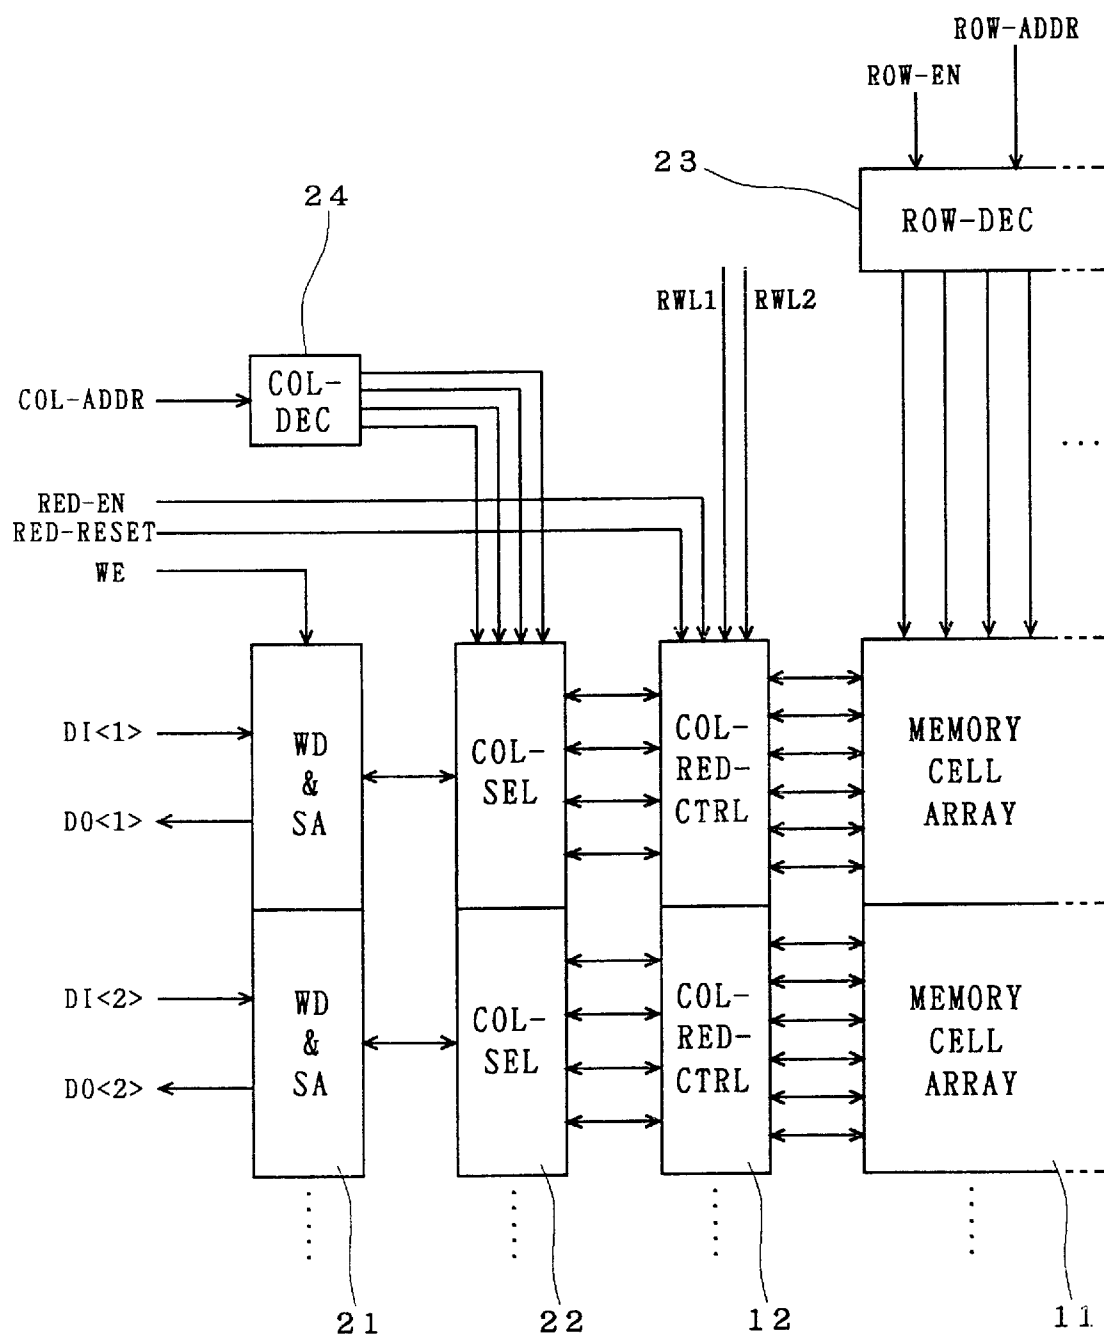 ROW-ADDR
ROW-EN
23
ROW-DEC
24
RWL1
RWL2
COL-ADDR
COL-
DEC
...
RED-EN
RED-RESET
WE
DI<1>
DO<1>
WD
&
SA
COL-
SEL
COL-
RED-
CTRL
MEMORY
CELL
ARRAY
DI<2>
DO<2>
WD
&
SA
COL-
SEL
COL-
RED-
CTRL
MEMORY
CELL
ARRAY
21
22
12
11